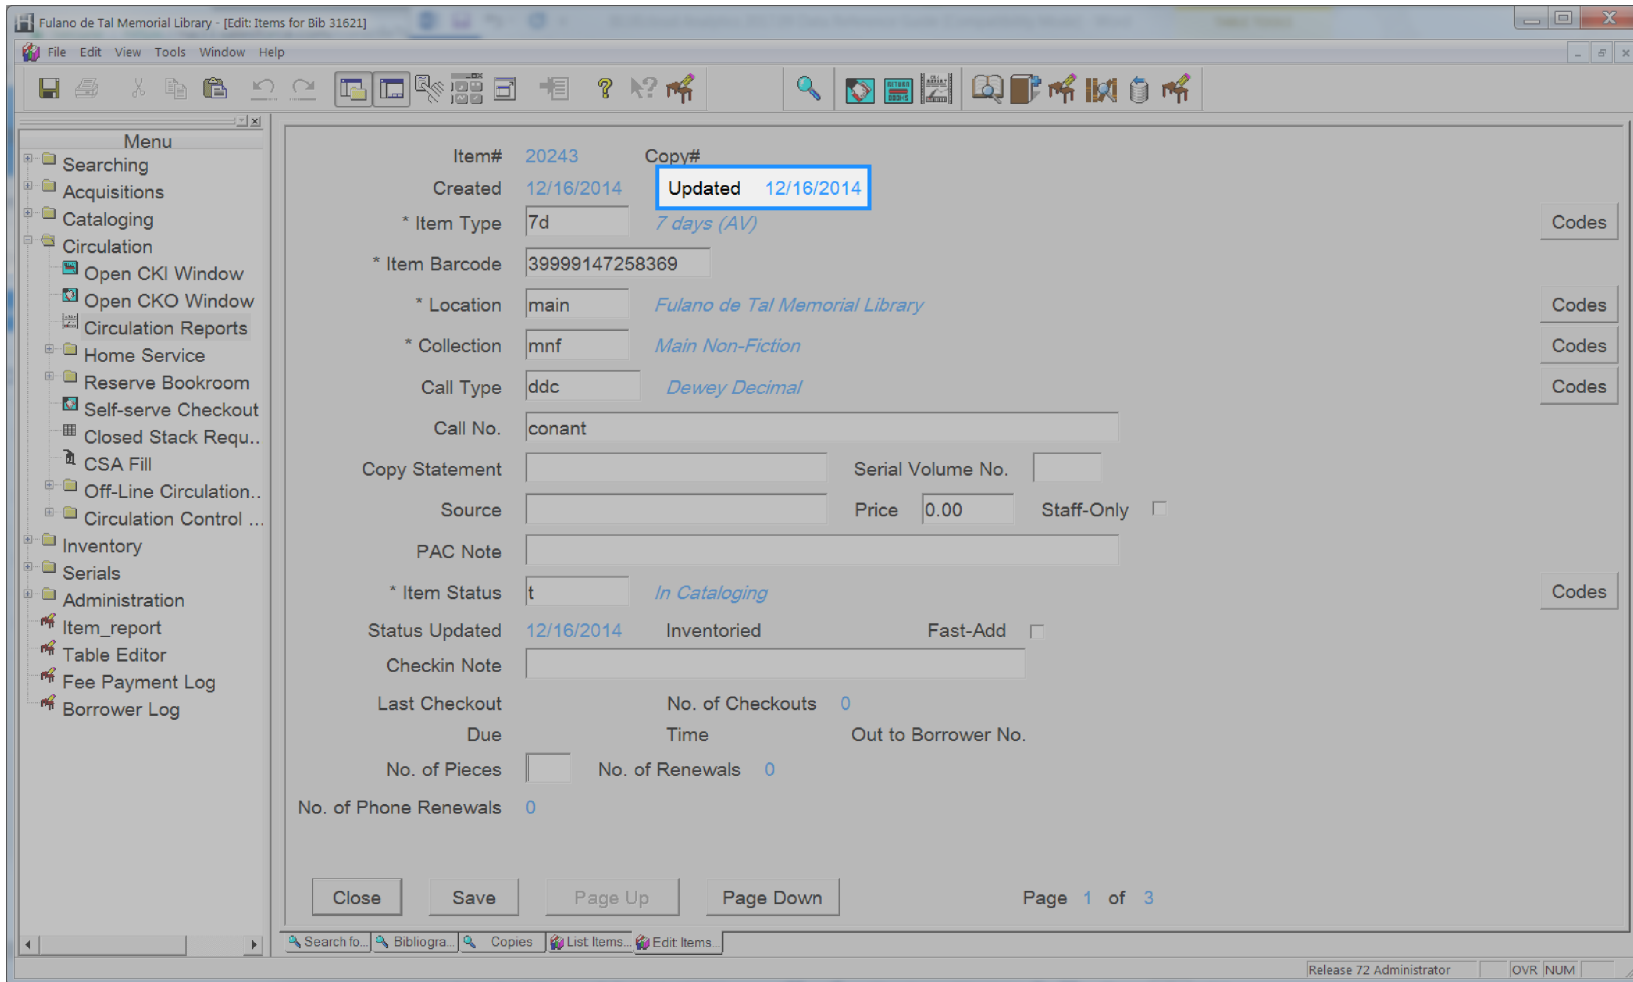 Fulano de Tal Memorial Library - [Edit: Items for Bib 31621]
File Edit View Tools Window Help
Menu
Searching
Acquisitions
Cataloging
Circulation
Open CKI Window
Open CKO Window
Circulation Reports
Home Service
Reserve Bookroom
Self-serve Checkout
Closed Stack Requ..
CSA Fill
Off-Line Circulation..
Circulation Control ...
Inventory
Serials
Administration
Item_report
Table Editor
Fee Payment Log
Borrower Log
Item# 20243 Copy#
Created 12/16/2014 Updated 12/16/2014
* Item Type 7d 7 days (AV) Codes
* Item Barcode 39999147258369
* Location main Fulano de Tal Memorial Library Codes
* Collection mnf Main Non-Fiction Codes
Call Type ddc Dewey Decimal Codes
Call No. conant
Copy Statement Serial Volume No.
Source Price 0.00 Staff-Only
PAC Note
* Item Status t In Cataloging Codes
Status Updated 12/16/2014 Inventoried Fast-Add
Checkin Note
Last Checkout No. of Checkouts 0
Due Time Out to Borrower No.
No. of Pieces No. of Renewals 0
No. of Phone Renewals 0
Close Save Page Up Page Down Page 1 of 3
Search fo... Bibliogra... Copies List: Items... Edit: Items...
Release 72 Administrator OVR NUM